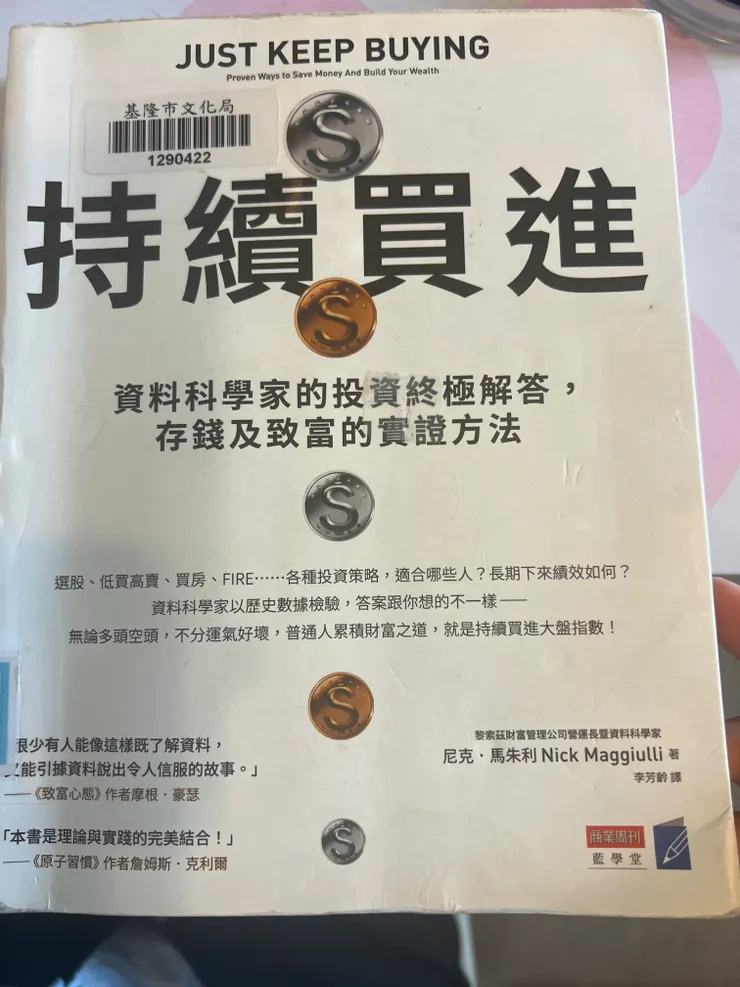 JUST KEEP BUYING
Proven Ways to Save Money And Build Your Wealth
基隆市文化局
1290422
持續買進
資料科學家的投資終極解答，
存錢及致富的實證方法
選股、低買高賣、買房、FIRE……各種投資策略，適合哪些人？長期下來績效如何？
資料科學家以歷史數據檢驗，答案跟你想的不一樣——
無論多頭空頭，不分運氣好壞，普通人累積財富之道，就是持續買進大盤指數！
很少有人能像這樣既了解資料，
又能引據資料說出令人信服的故事。」
——《致富心態》作者摩根．豪瑟
「本書是理論與實踐的完美結合！」
——《原子習慣》作者詹姆斯．克利爾
黎索茲財富管理公司營運長暨資料科學家
尼克．馬朱利 Nick Maggiulli 著
李芳齡 譯
商業周刊
藍學堂